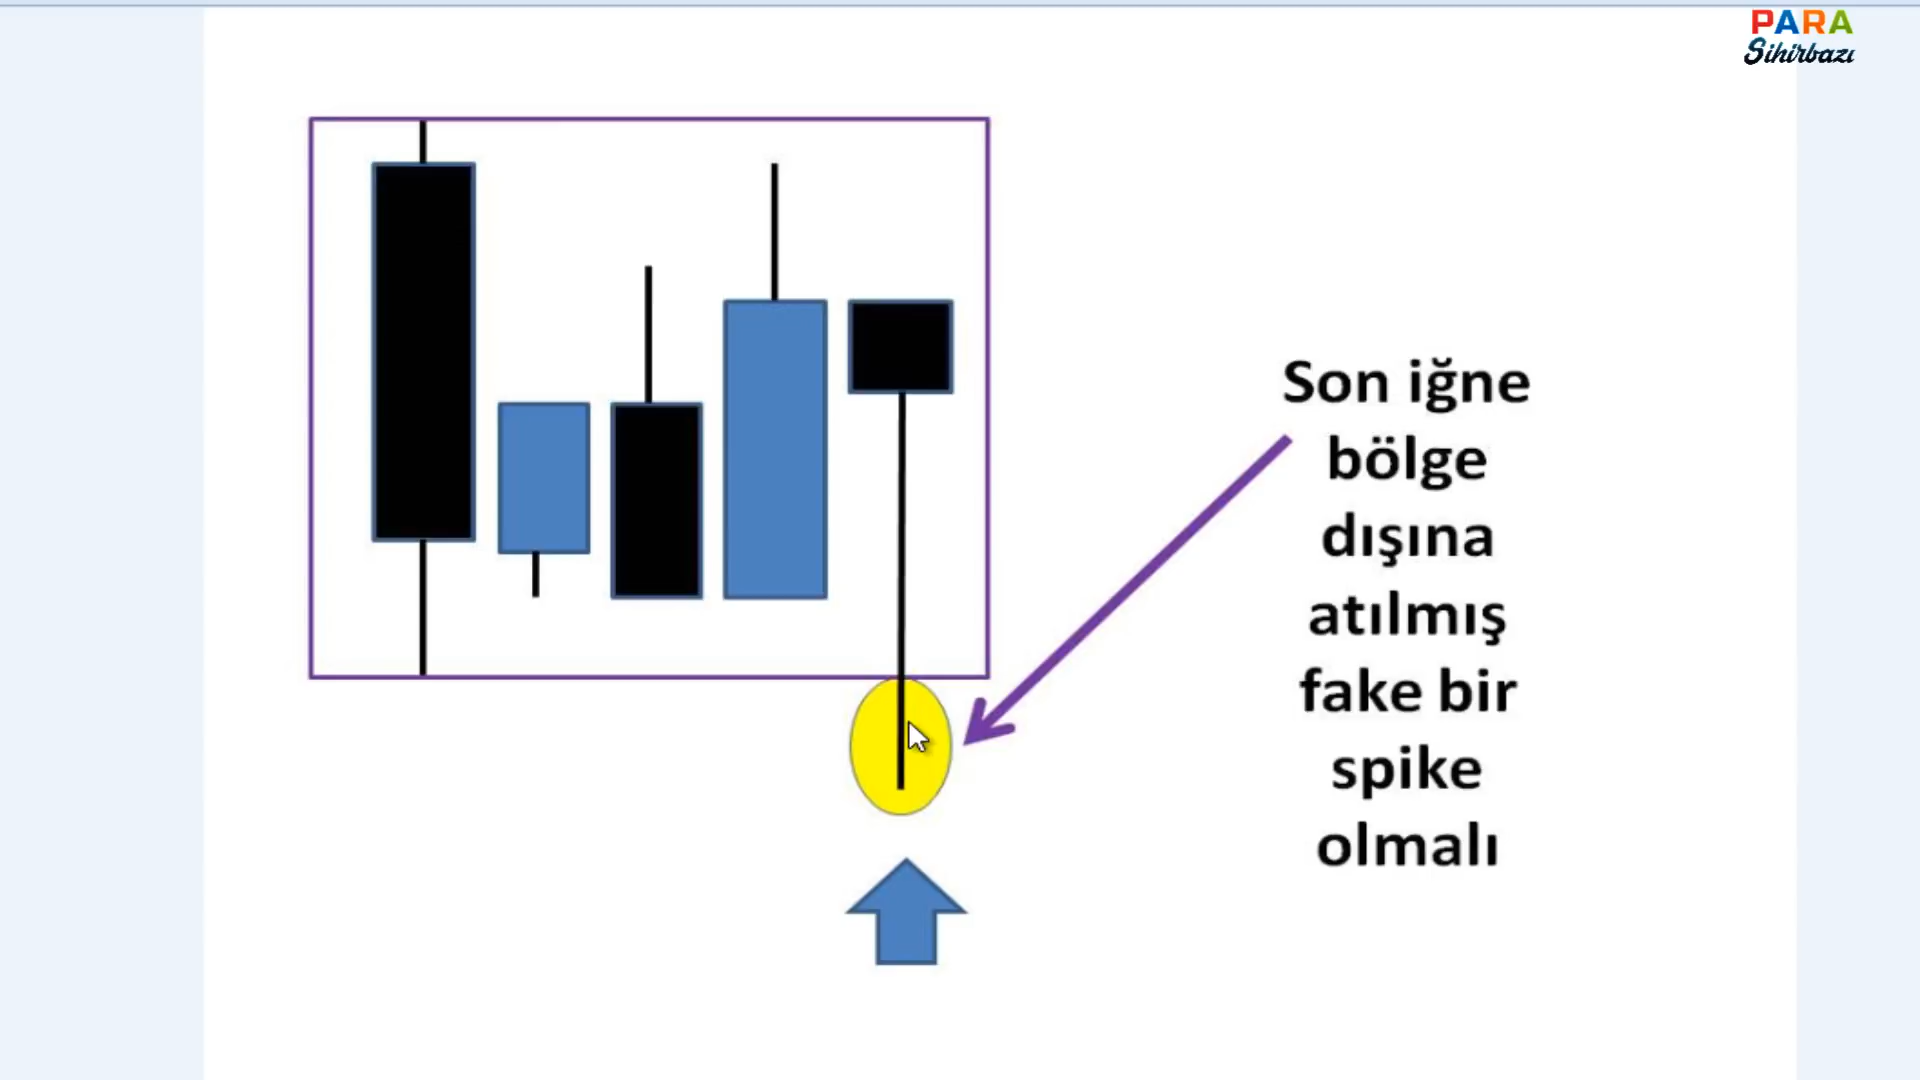 PARA
Sihirbazı
Son iğne
bölge
dışına
atılmış
fake bir
spike
olmalı